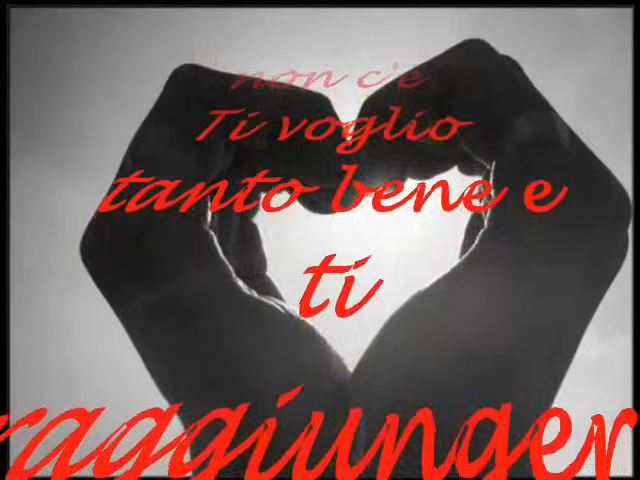 non c'è
Ti voglio
tanto bene e
ti
raggiunger